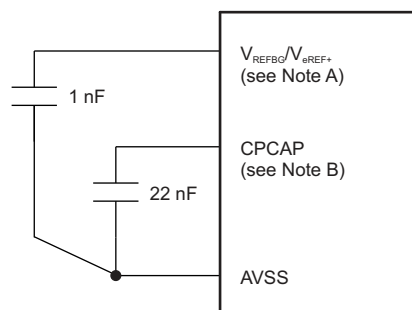 VREFBG/VeREF+
(see Note A)
1 nF
CPCAP
(see Note B)
22 nF
AVSS